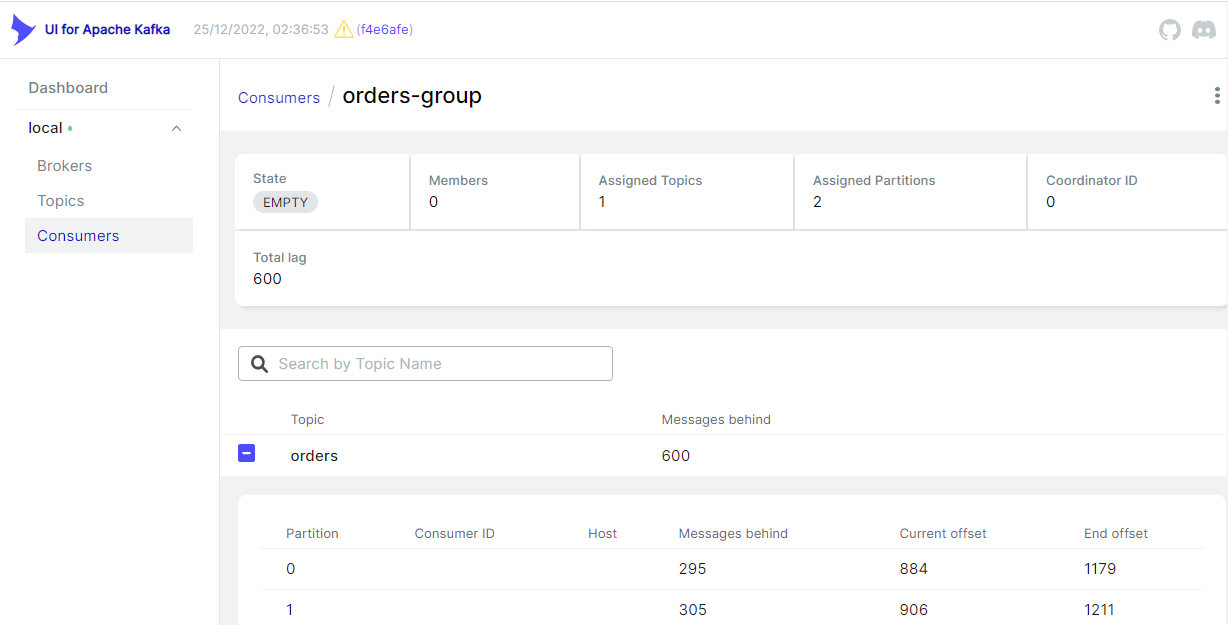 UI for Apache Kafka 25/12/2022, 02:36:53 (f4e6afe)
Dashboard
local
Brokers
Topics
Consumers
Consumers / orders-group
State Members Assigned Topics Assigned Partitions Coordinator ID
EMPTY 0 1 2 0
Total lag
600
Search by Topic Name
Topic Messages behind
orders 600
Partition Consumer ID Host Messages behind Current offset End offset
0 295 884 1179
1 305 906 1211